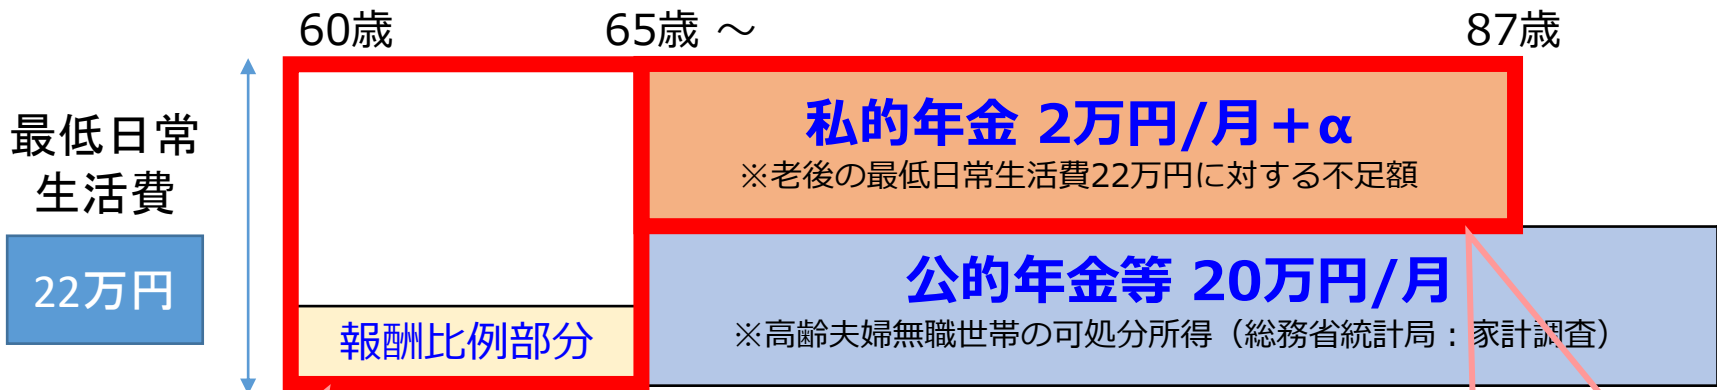 60歳
65歳 ～
87歳
最低日常
生活費
22万円
私的年金 2万円/月＋α
※老後の最低日常生活費22万円に対する不足額
公的年金等 20万円/月
※高齢夫婦無職世帯の可処分所得（総務省統計局：家計調査）
報酬比例部分